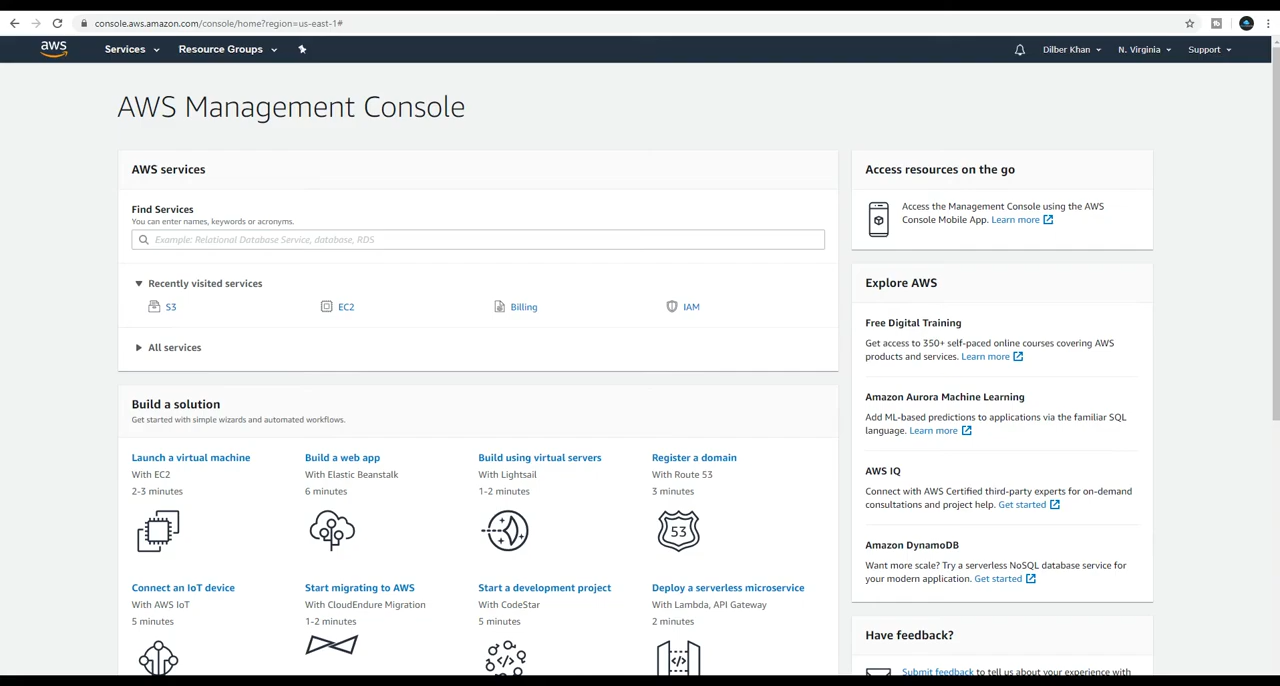 console.aws.amazon.com/console/home?region=us-east-1#
aws
Services
Resource Groups
Dilber Khan
N. Virginia
Support
AWS Management Console
AWS services
Find Services
You can enter names, keywords or acronyms.
Example: Relational Database Service, database, RDS
Recently visited services
S3
EC2
Billing
IAM
All services
Build a solution
Get started with simple wizards and automated workflows.
Launch a virtual machine
With EC2
2-3 minutes
Build a web app
With Elastic Beanstalk
6 minutes
Build using virtual servers
With Lightsail
1-2 minutes
Register a domain
With Route 53
3 minutes
53
Connect an IoT device
With AWS IoT
5 minutes
Start migrating to AWS
With CloudEndure Migration
1-2 minutes
Start a development project
With CodeStar
5 minutes
</>
Deploy a serverless microservice
With Lambda, API Gateway
2 minutes
</>
Access resources on the go
Access the Management Console using the AWS
Console Mobile App. Learn more
Explore AWS
Free Digital Training
Get access to 350+ self-paced online courses covering AWS
products and services. Learn more
Amazon Aurora Machine Learning
Add ML-based predictions to applications via the familiar SQL
language. Learn more
AWS IQ
Connect with AWS Certified third-party experts for on-demand
consultations and project help. Get started
Amazon DynamoDB
Want more scale? Try a serverless NoSQL database service for
your modern application. Get started
Have feedback?
Submit feedback to tell us about your experience with